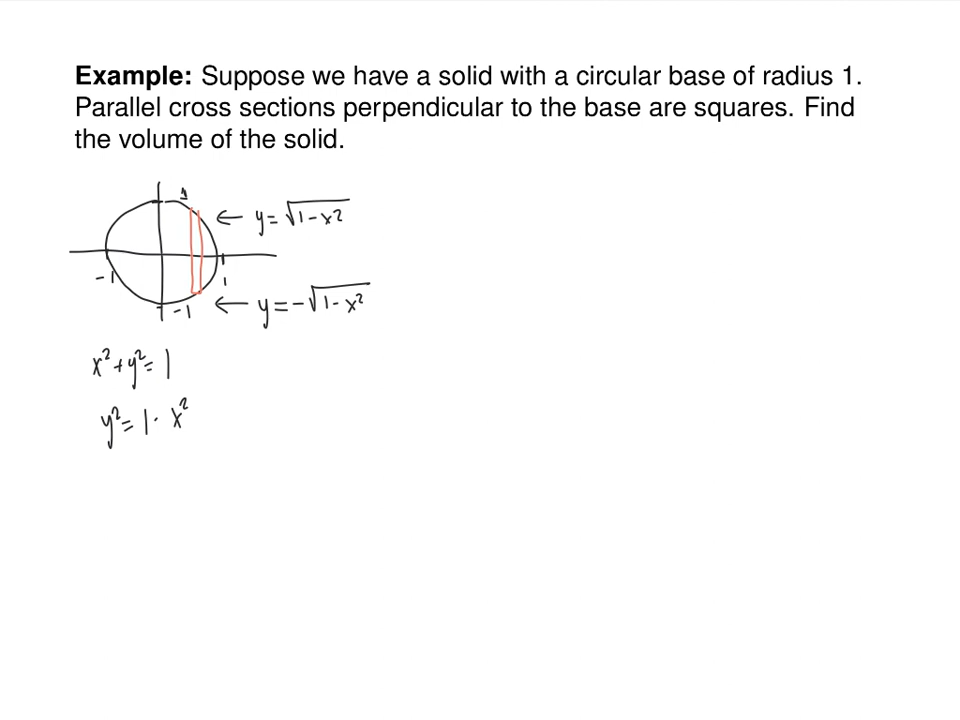 Example: Suppose we have a solid with a circular base of radius 1.
Parallel cross sections perpendicular to the base are squares. Find
the volume of the solid.
1
← y = √(1-x²)
-1
1
-1
← y = -√(1-x²)
x² + y² = 1
y² = 1 - x²